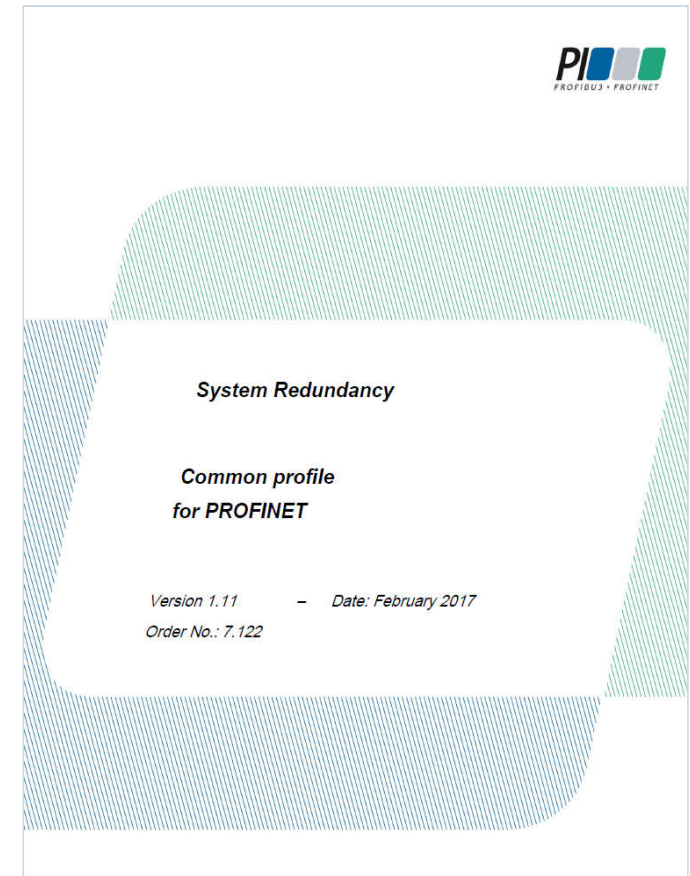 PI
PROFIBUS • PROFINET
System Redundancy
Common profile
for PROFINET
Version 1.11 – Date: February 2017
Order No.: 7.122